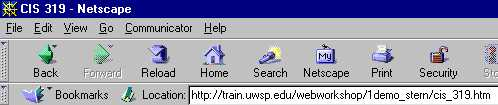 CIS 319 - Netscape
File Edit View Go Communicator Help
My
Back Forward Reload Home Search Netscape Print Security
Bookmarks Location: http://train.uwsp.edu/webworkshop/1demo_stern/cis_319.htm